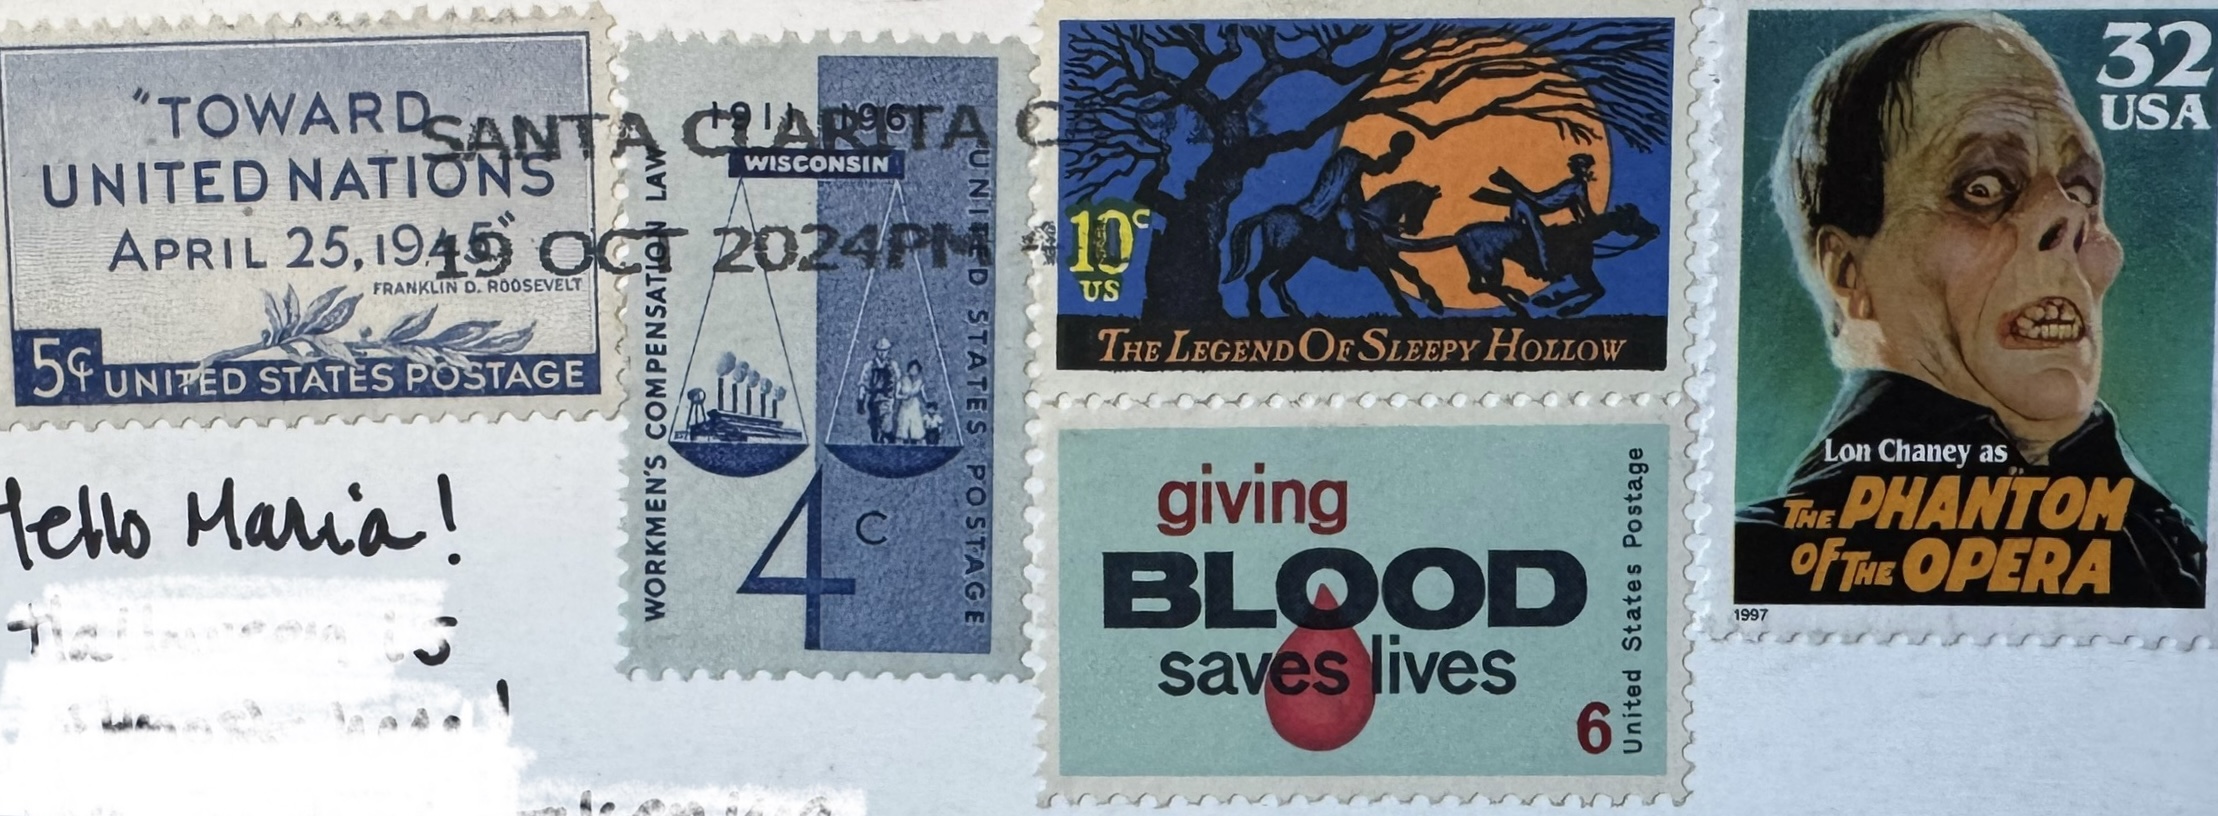 "TOWARD
UNITED NATIONS
APRIL 25, 1945"
FRANKLIN D. ROOSEVELT
5¢ UNITED STATES POSTAGE
SANTA CLARITA C
19 OCT 2024 PM
1911 1961
WISCONSIN
WORKMEN'S COMPENSATION LAW
UNITED STATES POSTAGE
4 C
10c
US
THE LEGEND OF SLEEPY HOLLOW
giving
BLOOD
saves lives
6
United States Postage
32
USA
Lon Chaney as
THE PHANTOM
OF THE OPERA
1997
Hello Maria!
is